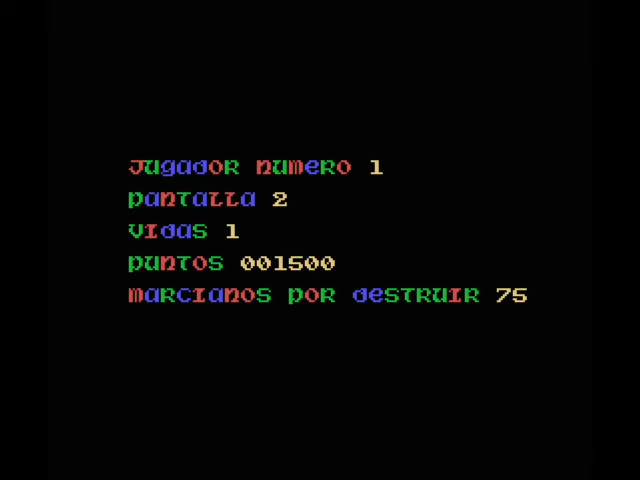 Jugador numero 1
pantalla 2
vidas 1
puntos 001500
marcianos por destruir 75